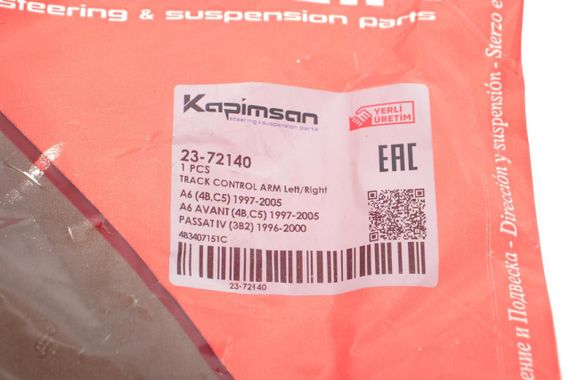 steering & suspension parts
Kapimsan
steering & suspension parts
YERLİ
ÜRETİM
23-72140
1 PCS
TRACK CONTROL ARM Left/Right
A6 (4B,C5) 1997-2005
A6 AVANT (4B,C5) 1997-2005
PASSAT IV (3B2) 1996-2000
4B3407151C
EAC
23-72140
ение и Подвеска - Dirección y suspensión - Sterzo e